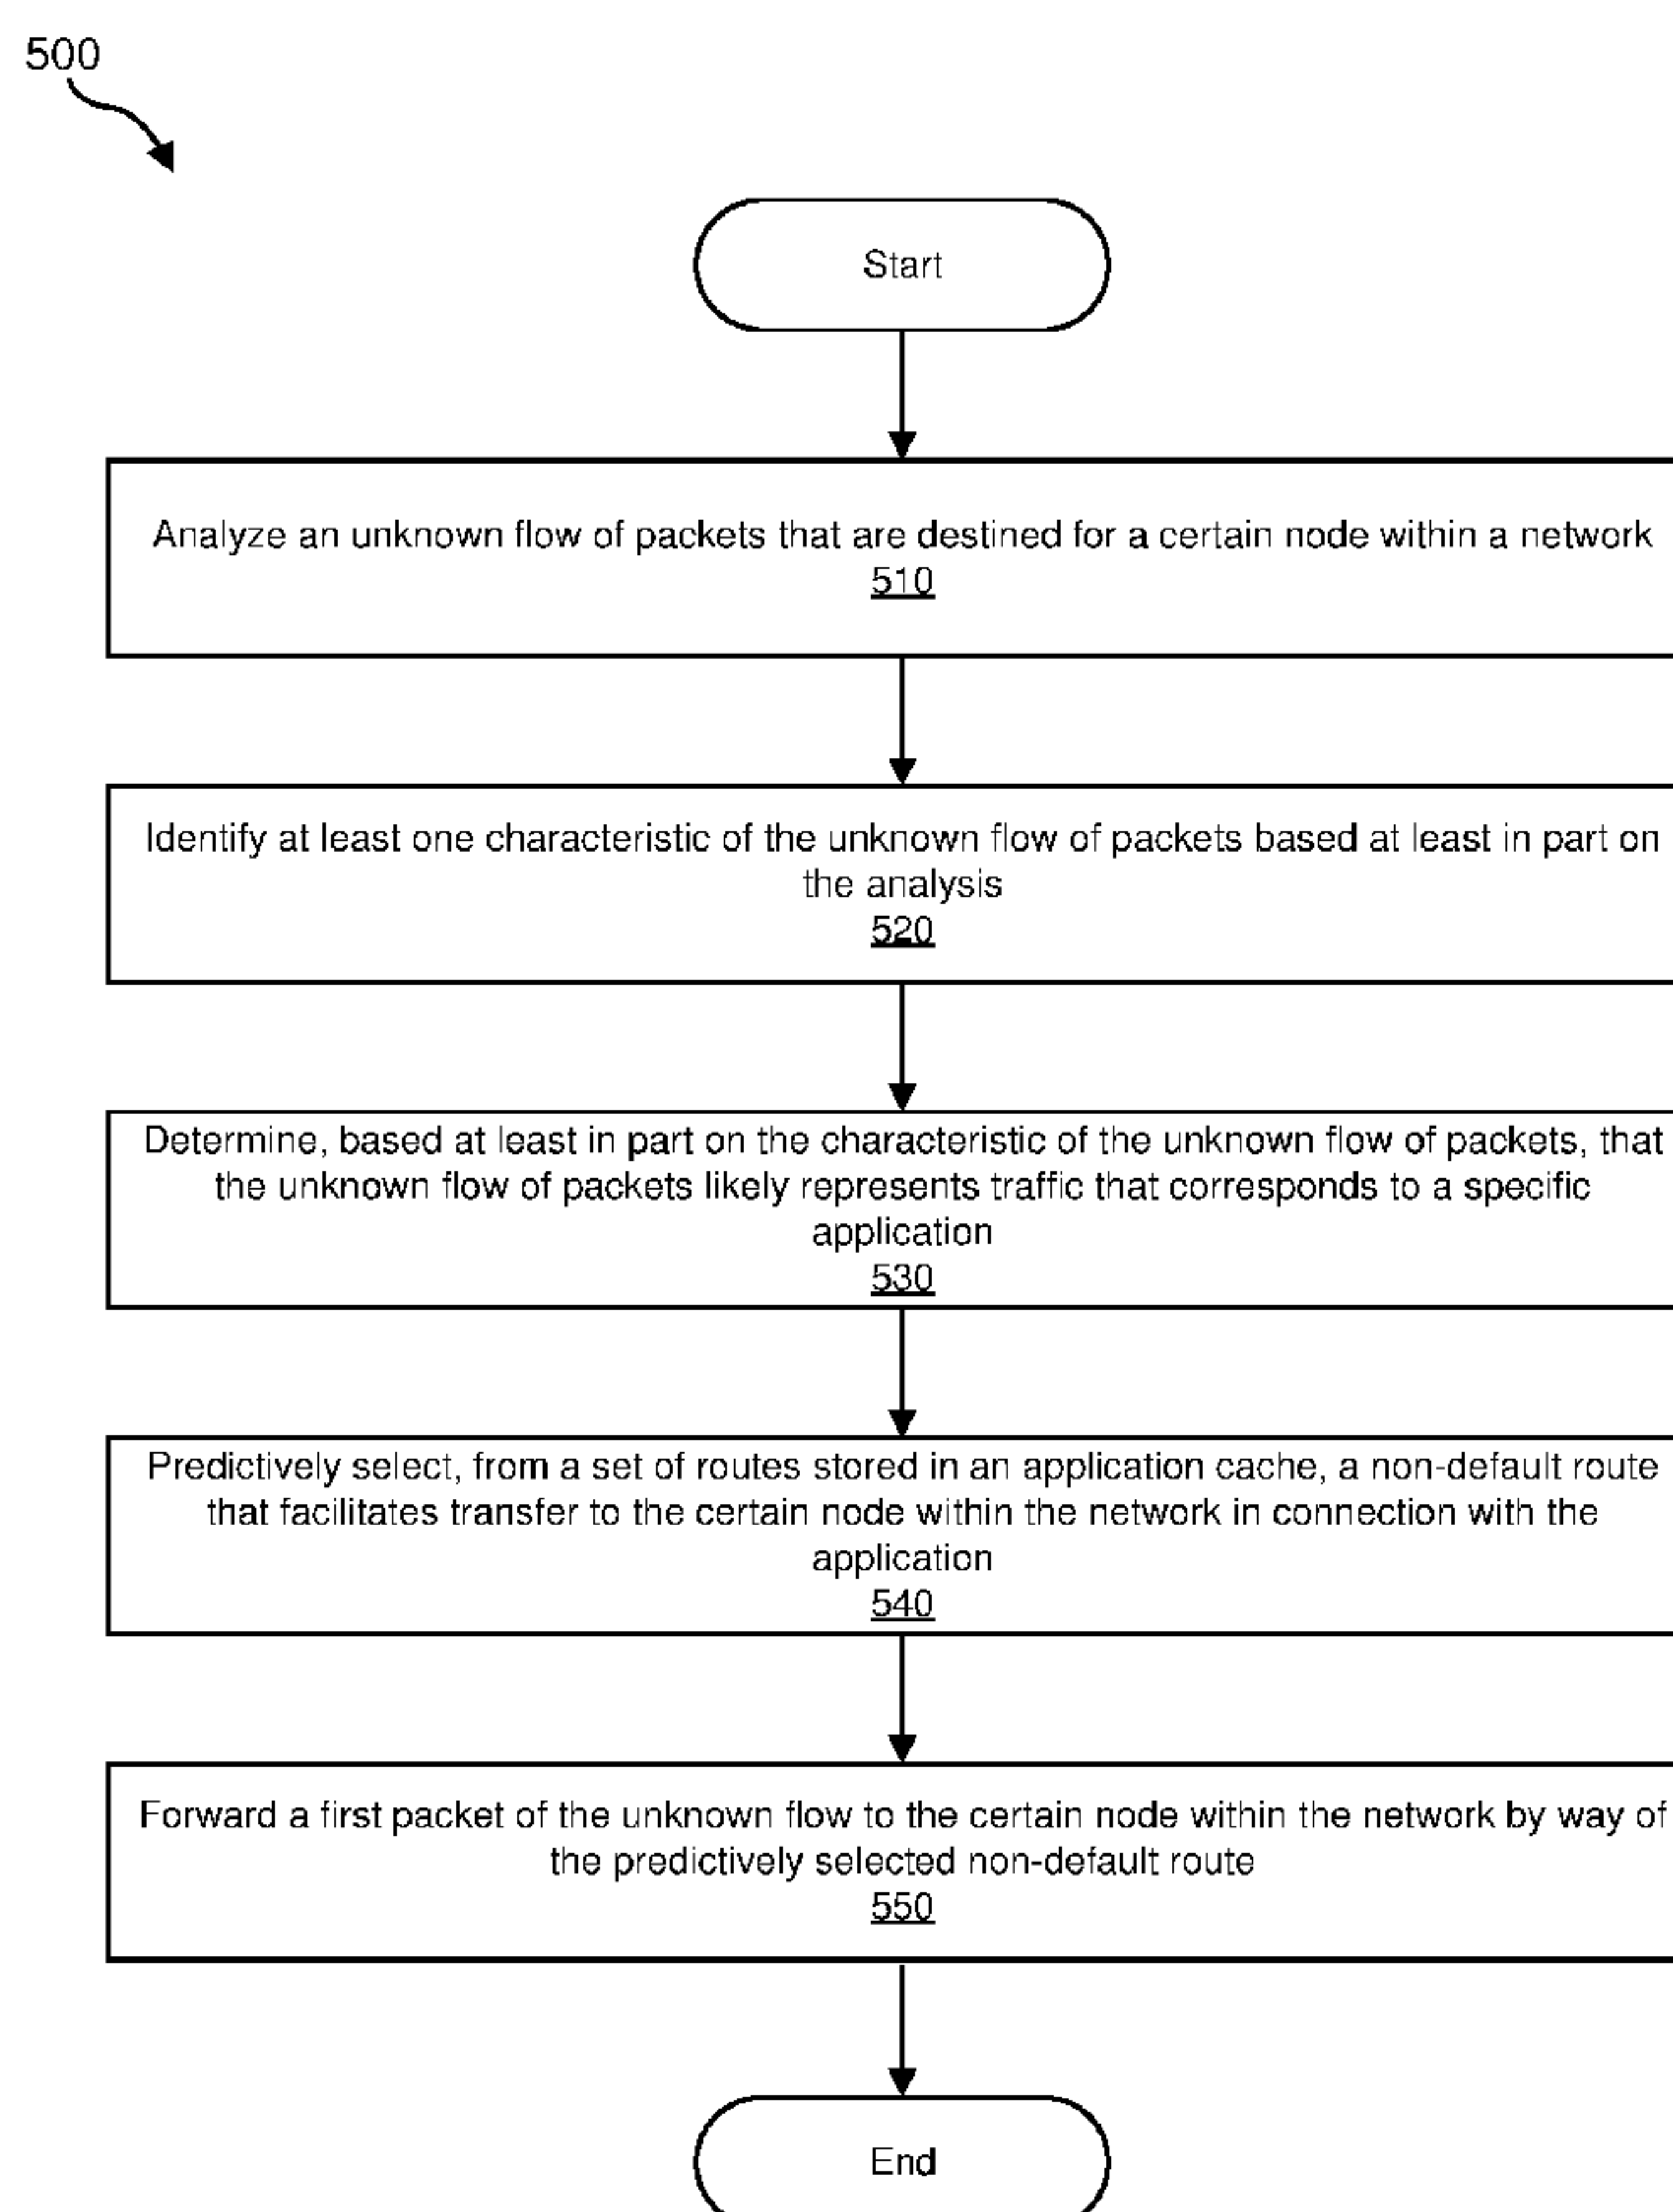 500
Start
Analyze an unknown flow of packets that are destined for a certain node within a network
510
Identify at least one characteristic of the unknown flow of packets based at least in part on
the analysis
520
Determine, based at least in part on the characteristic of the unknown flow of packets, that
the unknown flow of packets likely represents traffic that corresponds to a specific
application
530
Predictively select, from a set of routes stored in an application cache, a non-default route
that facilitates transfer to the certain node within the network in connection with the
application
540
Forward a first packet of the unknown flow to the certain node within the network by way of
the predictively selected non-default route
550
End